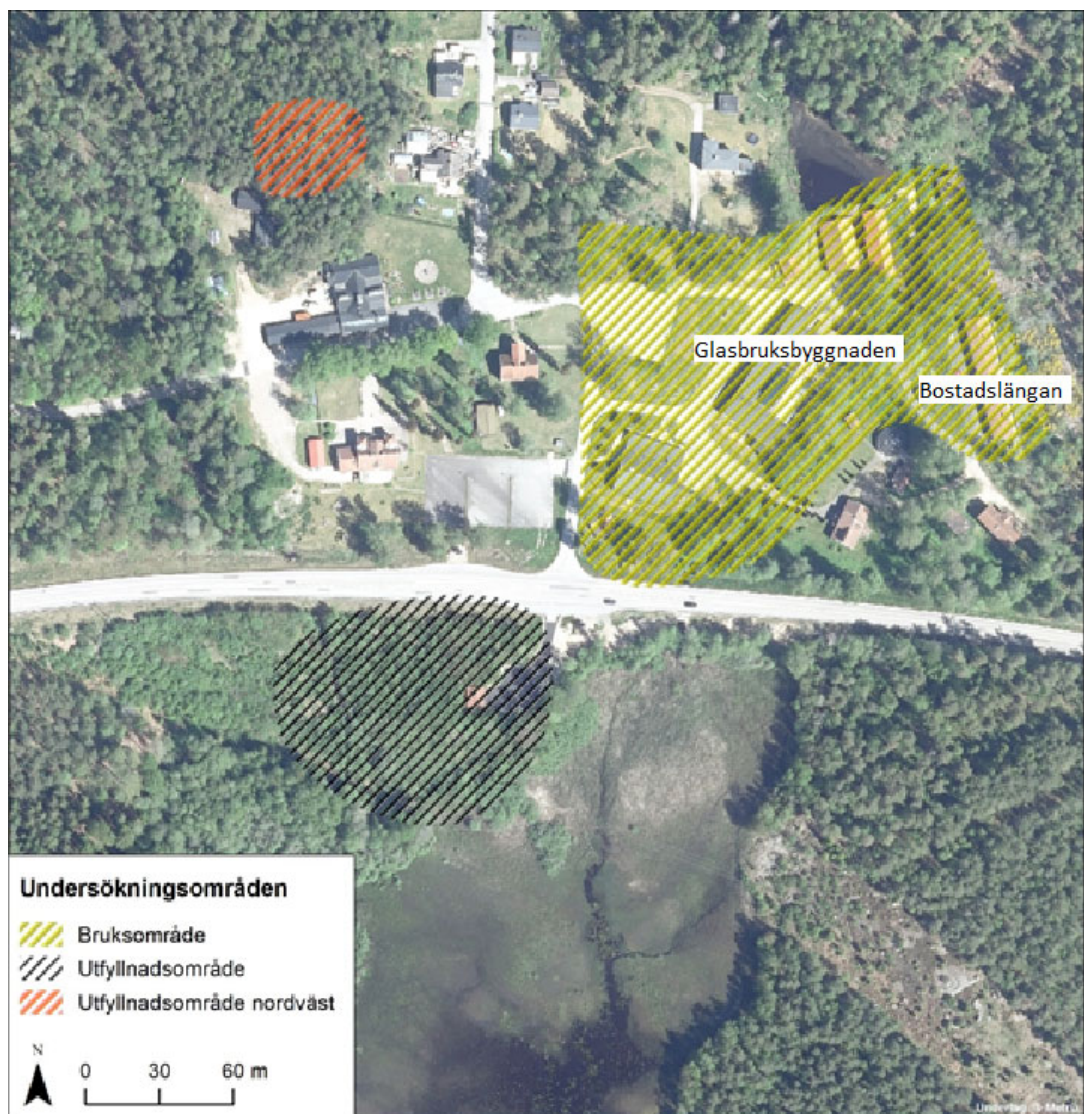 Glasbruksbyggnaden
Bostadslängan
Undersökningsområden
Bruksområde
Utfyllnadsområde
Utfyllnadsområde nordväst
N
0 30 60 m